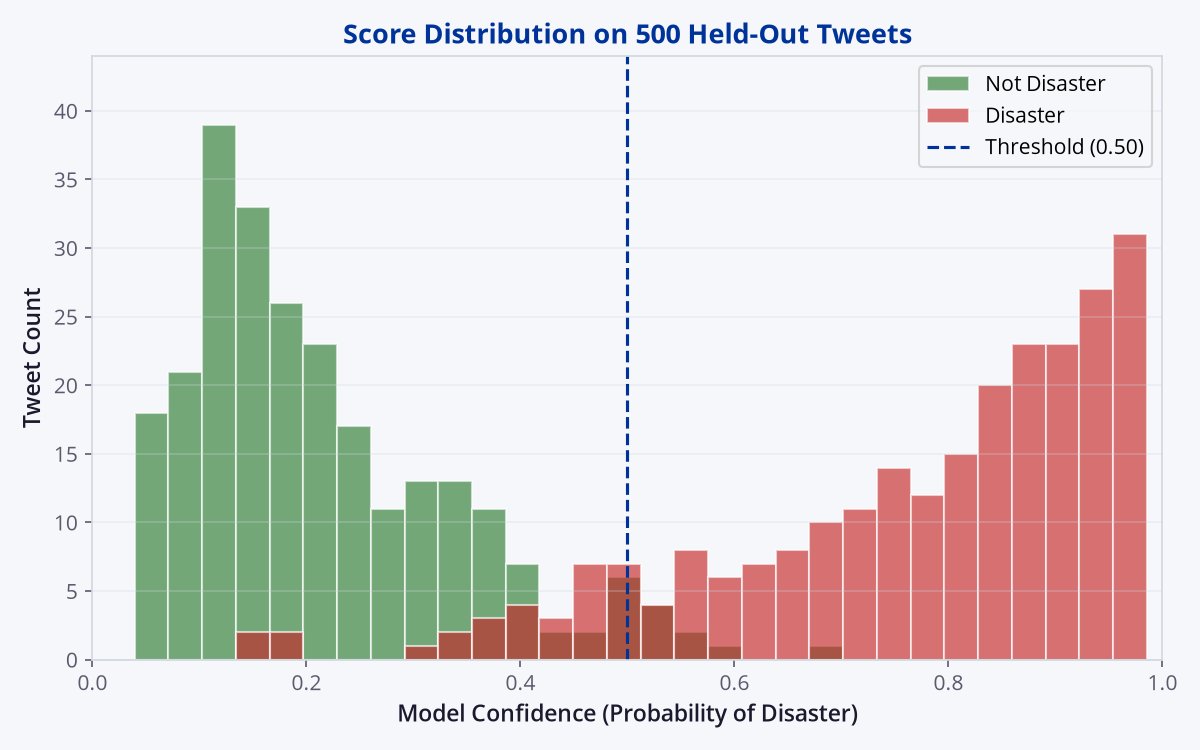 Score Distribution on 500 Held-Out Tweets
Not Disaster
Disaster
Threshold (0.50)
Tweet Count
40
35
30
25
20
15
10
5
0
0.0 0.2 0.4 0.6 0.8 1.0
Model Confidence (Probability of Disaster)